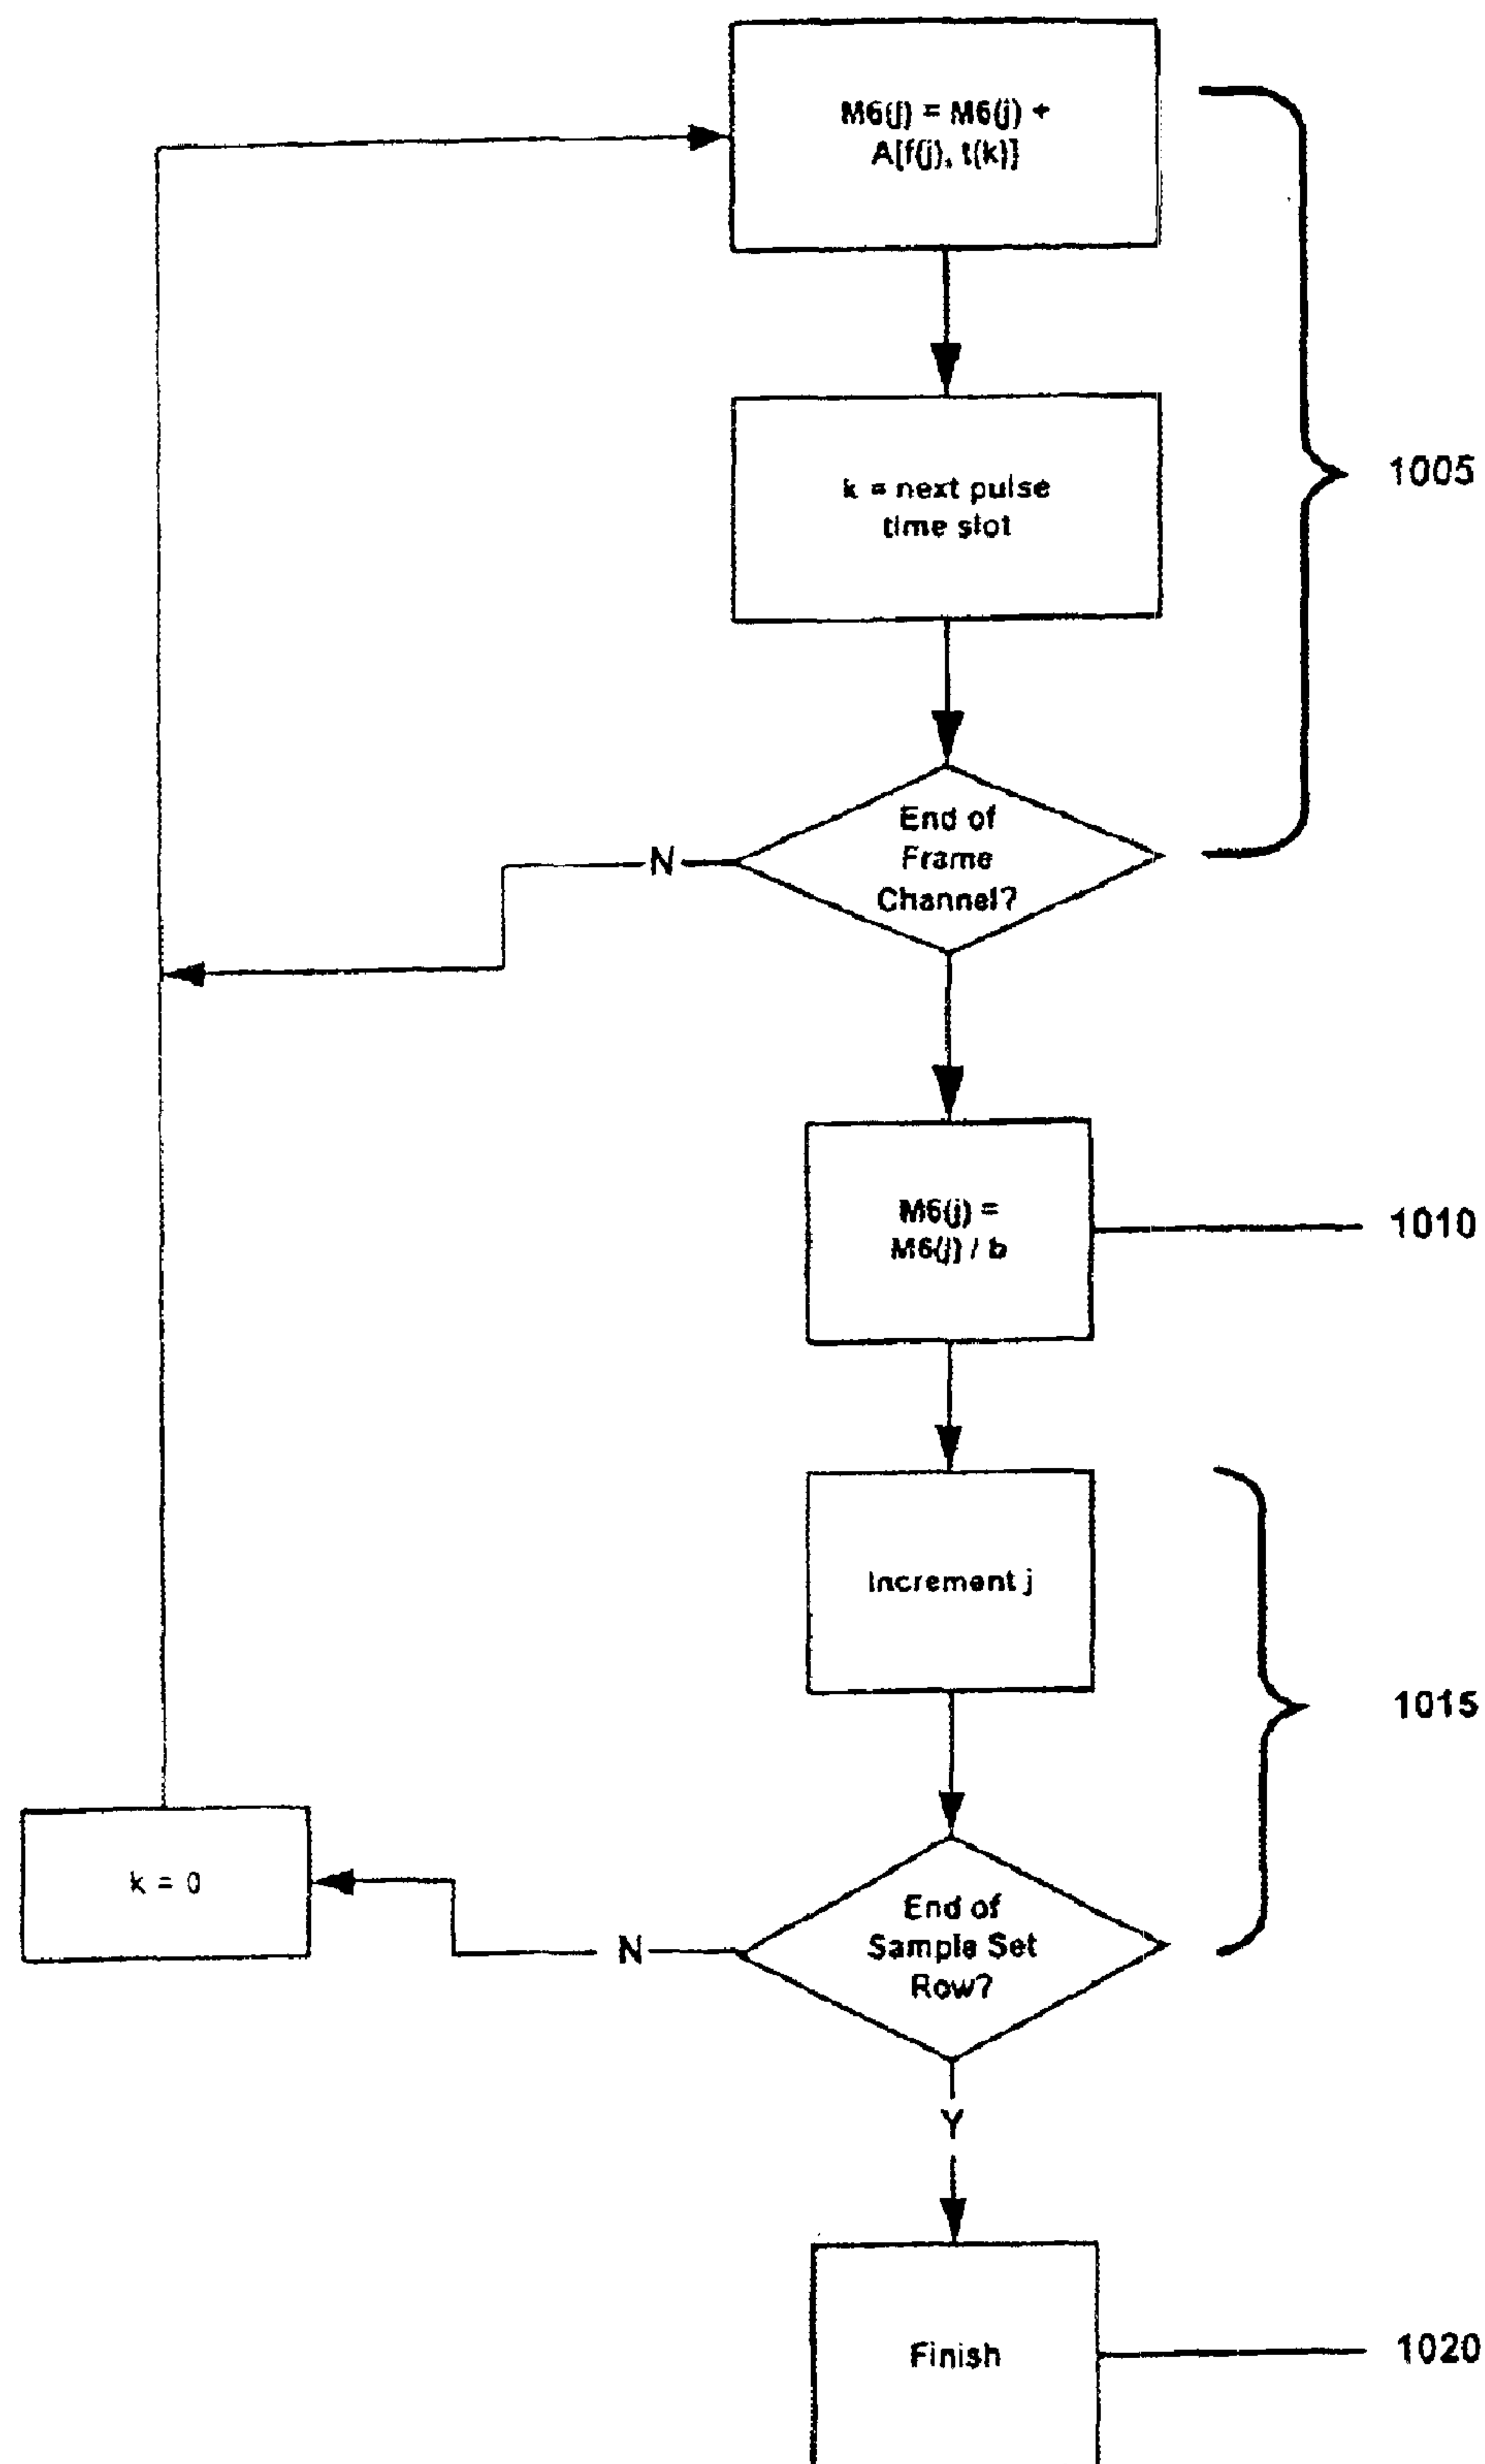 M6(j) = M6(j) +
A[f(j), t(k)]
k = next pulse
time slot
1005
End of
Frame
Channel?
N
M6(j) =
M6(j) / b
1010
Increment j
1015
k = 0
N
End of
Sample Set
Row?
Y
Finish
1020